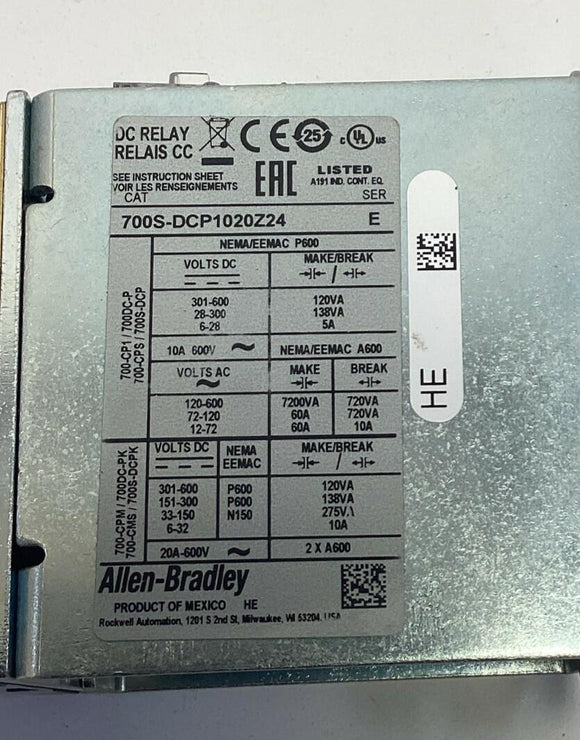 DC RELAY
RELAIS CC
CE
25
c UL us
EAC
LISTED
A191 IND. CONT. EQ.
SEE INSTRUCTION SHEET
VOIR LES RENSEIGNEMENTS
CAT SER
700S-DCP1020Z24 E
700-CP1 / 700DC-P
700-CPS / 700S-DCP
NEMA/EEMAC P600
VOLTS DC MAKE/BREAK
301-600 120VA
28-300 138VA
6-28 5A
10A 600V ~ NEMA/EEMAC A600
VOLTS AC MAKE BREAK
~
120-600 7200VA 720VA
72-120 60A 720VA
12-72 60A 10A
700-CPM / 700DC-PK
700-CMS / 700S-DCPK
VOLTS DC NEMA MAKE/BREAK
EEMAC
301-600 P600 120VA
151-300 P600 138VA
33-150 N150 275V
6-32 10A
20A-600V ~ 2 X A600
Allen-Bradley
PRODUCT OF MEXICO HE
Rockwell Automation, 1201 S 2nd St, Milwaukee, WI 53204, USA
HE